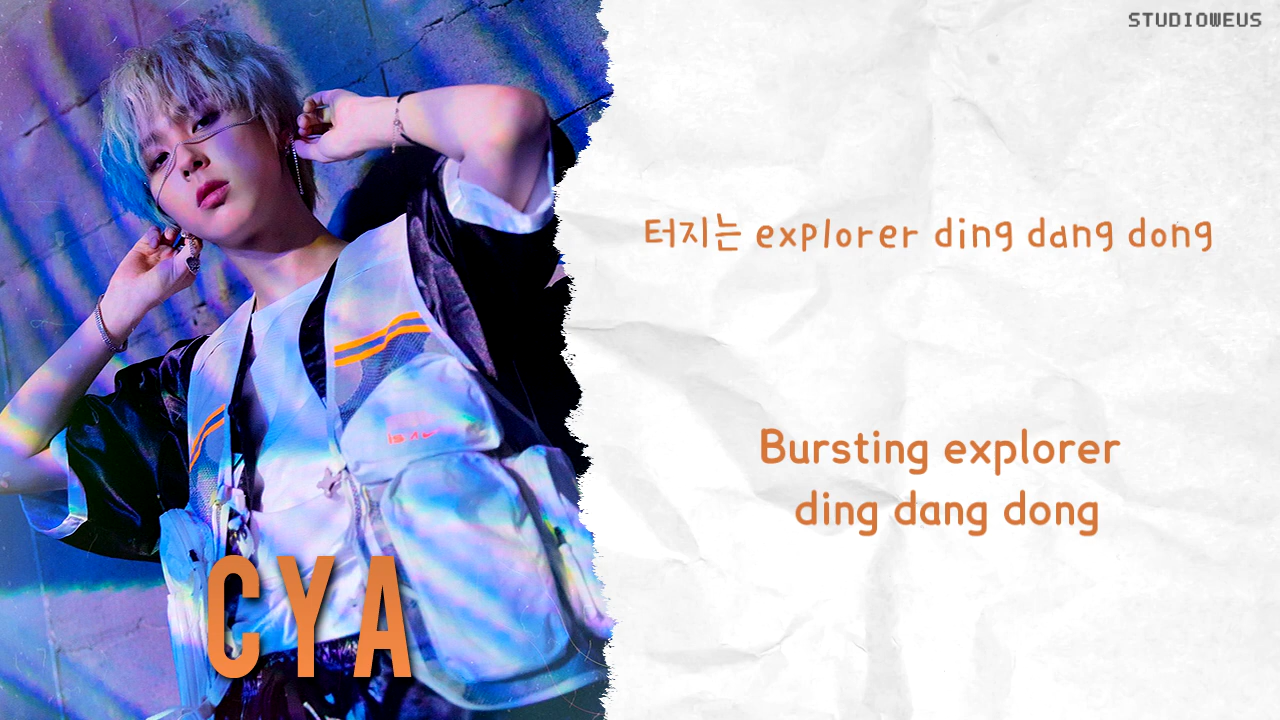 STUDIOWEUS
터지는 explorer ding dang dong
Bursting explorer
ding dang dong
CYA